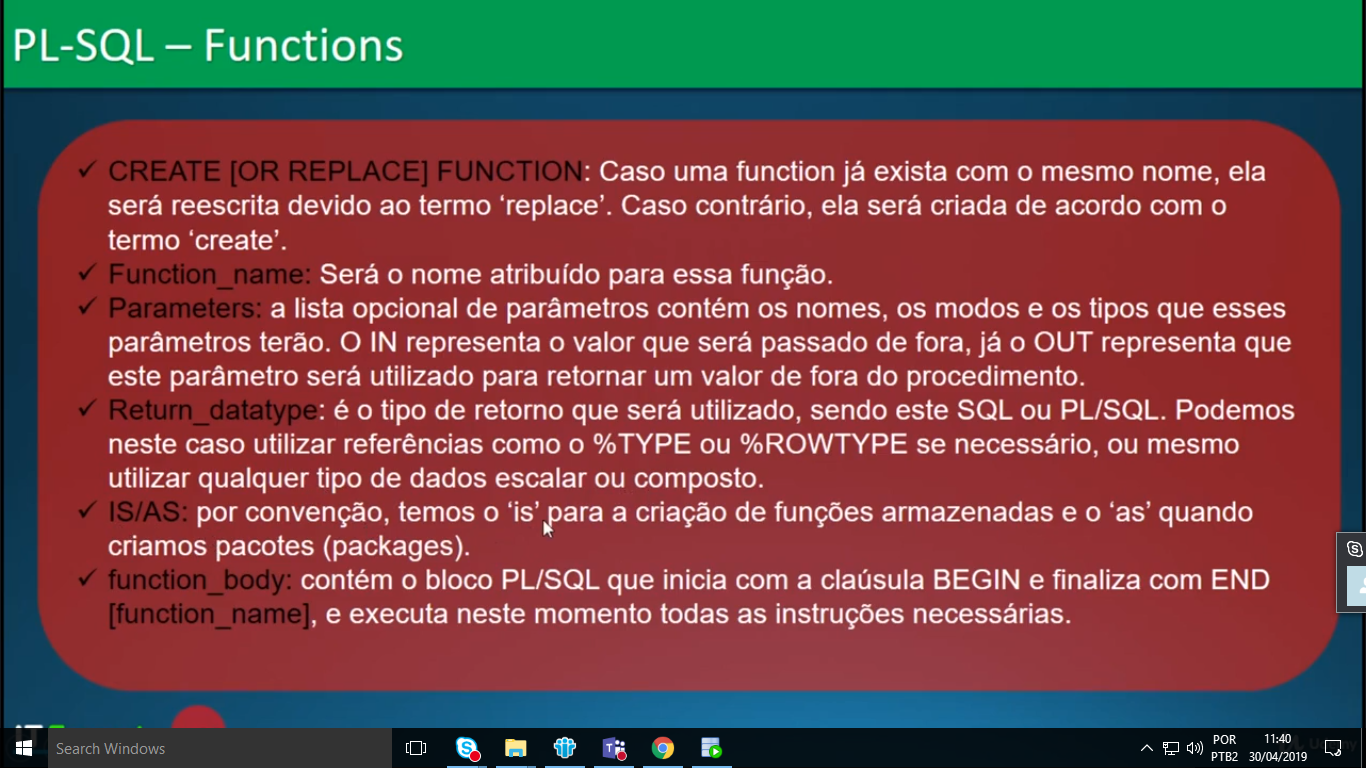 PL-SQL – Functions
✓ CREATE [OR REPLACE] FUNCTION: Caso uma function já exista com o mesmo nome, ela
será reescrita devido ao termo ‘replace’. Caso contrário, ela será criada de acordo com o
termo ‘create’.
✓ Function_name: Será o nome atribuído para essa função.
✓ Parameters: a lista opcional de parâmetros contém os nomes, os modos e os tipos que esses
parâmetros terão. O IN representa o valor que será passado de fora, já o OUT representa que
este parâmetro será utilizado para retornar um valor de fora do procedimento.
✓ Return_datatype: é o tipo de retorno que será utilizado, sendo este SQL ou PL/SQL. Podemos
neste caso utilizar referências como o %TYPE ou %ROWTYPE se necessário, ou mesmo
utilizar qualquer tipo de dados escalar ou composto.
✓ IS/AS: por convenção, temos o ‘is’ para a criação de funções armazenadas e o ‘as’ quando
criamos pacotes (packages).
✓ function_body: contém o bloco PL/SQL que inicia com a claúsula BEGIN e finaliza com END
[function_name], e executa neste momento todas as instruções necessárias.
Search Windows
POR
PTB2
11:40
30/04/2019